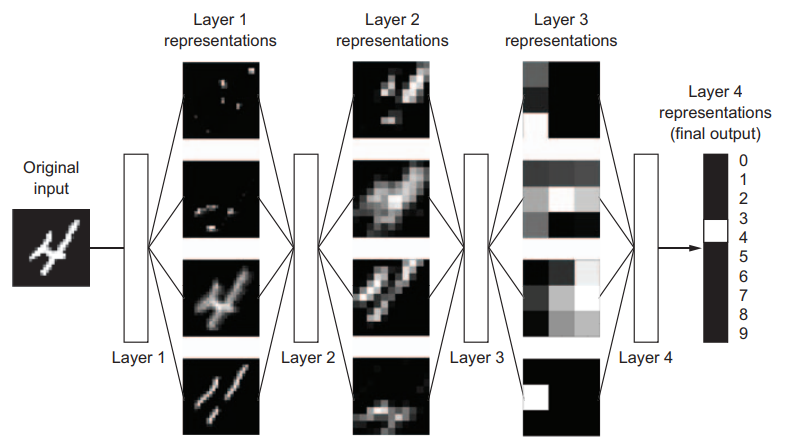 Layer 1
representations
Layer 2
representations
Layer 3
representations
Layer 4
representations
(final output)
Original
input
0
1
2
3
4
5
6
7
8
9
Layer 1
Layer 2
Layer 3
Layer 4